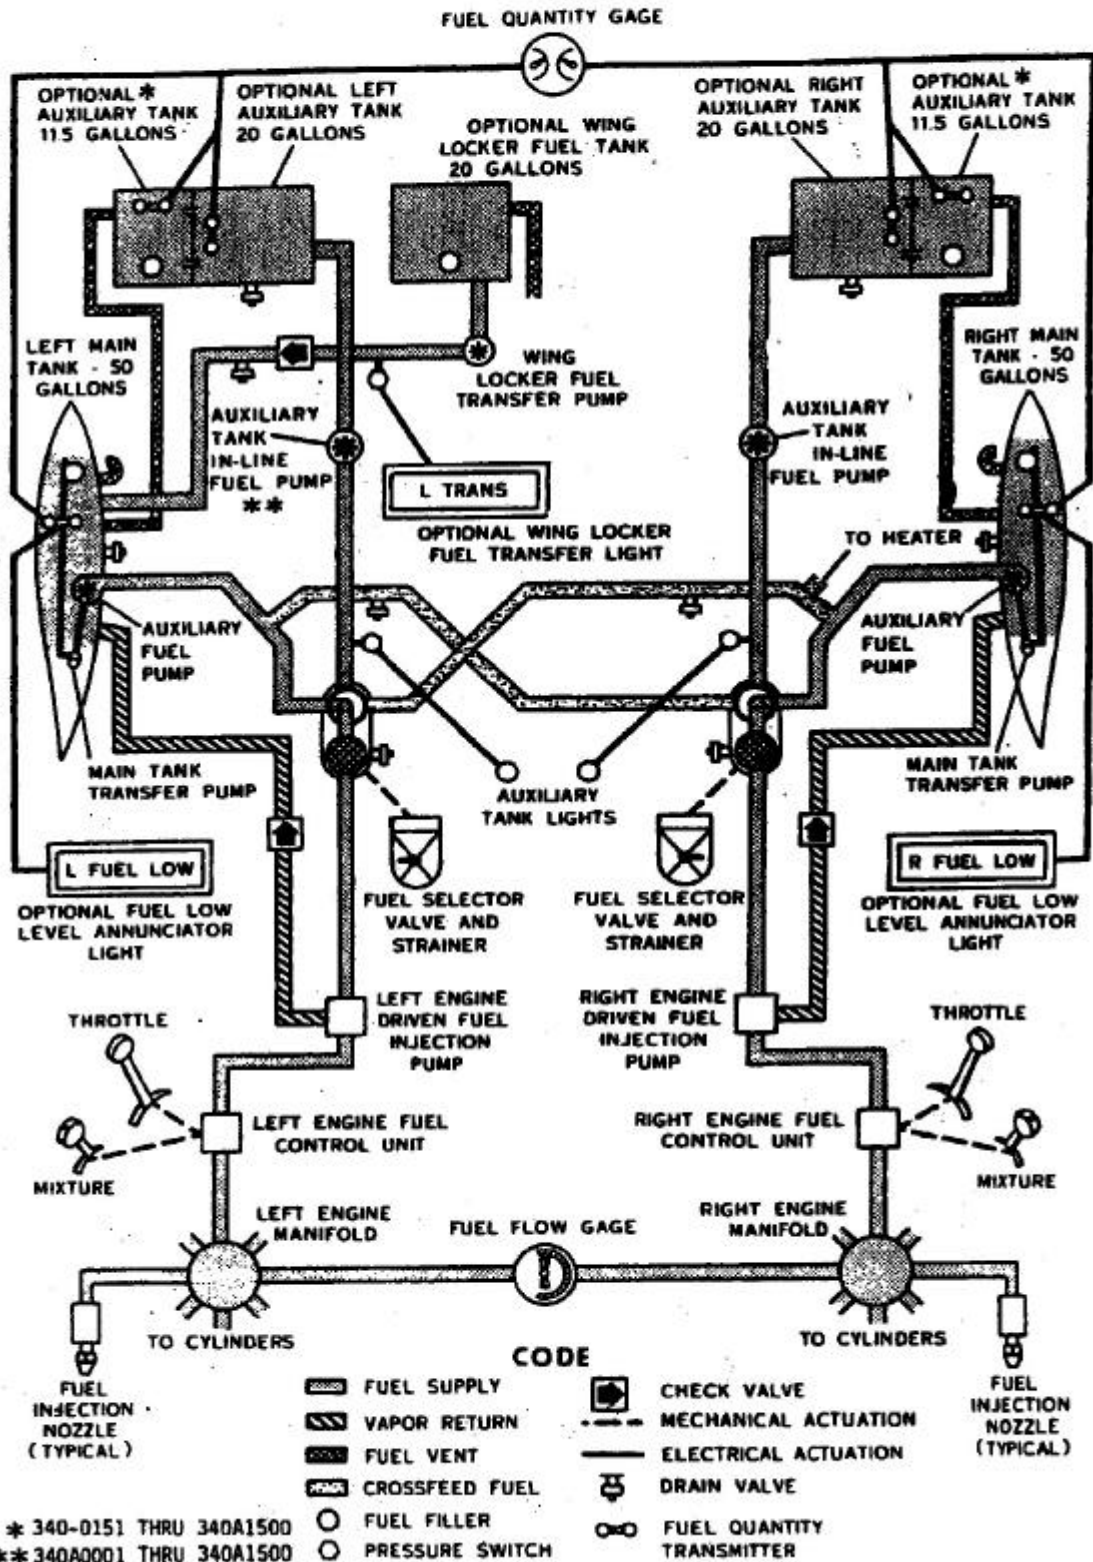 FUEL QUANTITY GAGE
OPTIONAL *
AUXILIARY TANK
11.5 GALLONS
OPTIONAL LEFT
AUXILIARY TANK
20 GALLONS
OPTIONAL WING
LOCKER FUEL TANK
20 GALLONS
OPTIONAL RIGHT
AUXILIARY TANK
20 GALLONS
OPTIONAL *
AUXILIARY TANK
11.5 GALLONS
LEFT MAIN
TANK - 50
GALLONS
WING
LOCKER FUEL
TRANSFER PUMP
RIGHT MAIN
TANK - 50
GALLONS
AUXILIARY
TANK
IN-LINE
FUEL PUMP
**
AUXILIARY
TANK
IN-LINE
FUEL PUMP
L TRANS
OPTIONAL WING LOCKER
FUEL TRANSFER LIGHT
TO HEATER
AUXILIARY
FUEL
PUMP
AUXILIARY
FUEL
PUMP
MAIN TANK
TRANSFER PUMP
AUXILIARY
TANK LIGHTS
MAIN TANK
TRANSFER PUMP
L FUEL LOW
OPTIONAL FUEL LOW
LEVEL ANNUNCIATOR
LIGHT
FUEL SELECTOR
VALVE AND
STRAINER
FUEL SELECTOR
VALVE AND
STRAINER
R FUEL LOW
OPTIONAL FUEL LOW
LEVEL ANNUNCIATOR
LIGHT
THROTTLE
LEFT ENGINE
DRIVEN FUEL
INJECTION
PUMP
RIGHT ENGINE
DRIVEN FUEL
INJECTION
PUMP
THROTTLE
MIXTURE
LEFT ENGINE FUEL
CONTROL UNIT
RIGHT ENGINE FUEL
CONTROL UNIT
MIXTURE
LEFT ENGINE
MANIFOLD
FUEL FLOW GAGE
RIGHT ENGINE
MANIFOLD
TO CYLINDERS
TO CYLINDERS
FUEL
INJECTION
NOZZLE
(TYPICAL)
FUEL
INJECTION
NOZZLE
(TYPICAL)
CODE
FUEL SUPPLY
VAPOR RETURN
FUEL VENT
CROSSFEED FUEL
FUEL FILLER
PRESSURE SWITCH
CHECK VALVE
MECHANICAL ACTUATION
ELECTRICAL ACTUATION
DRAIN VALVE
FUEL QUANTITY
TRANSMITTER
* 340-0151 THRU 340A1500
** 340A0001 THRU 340A1500